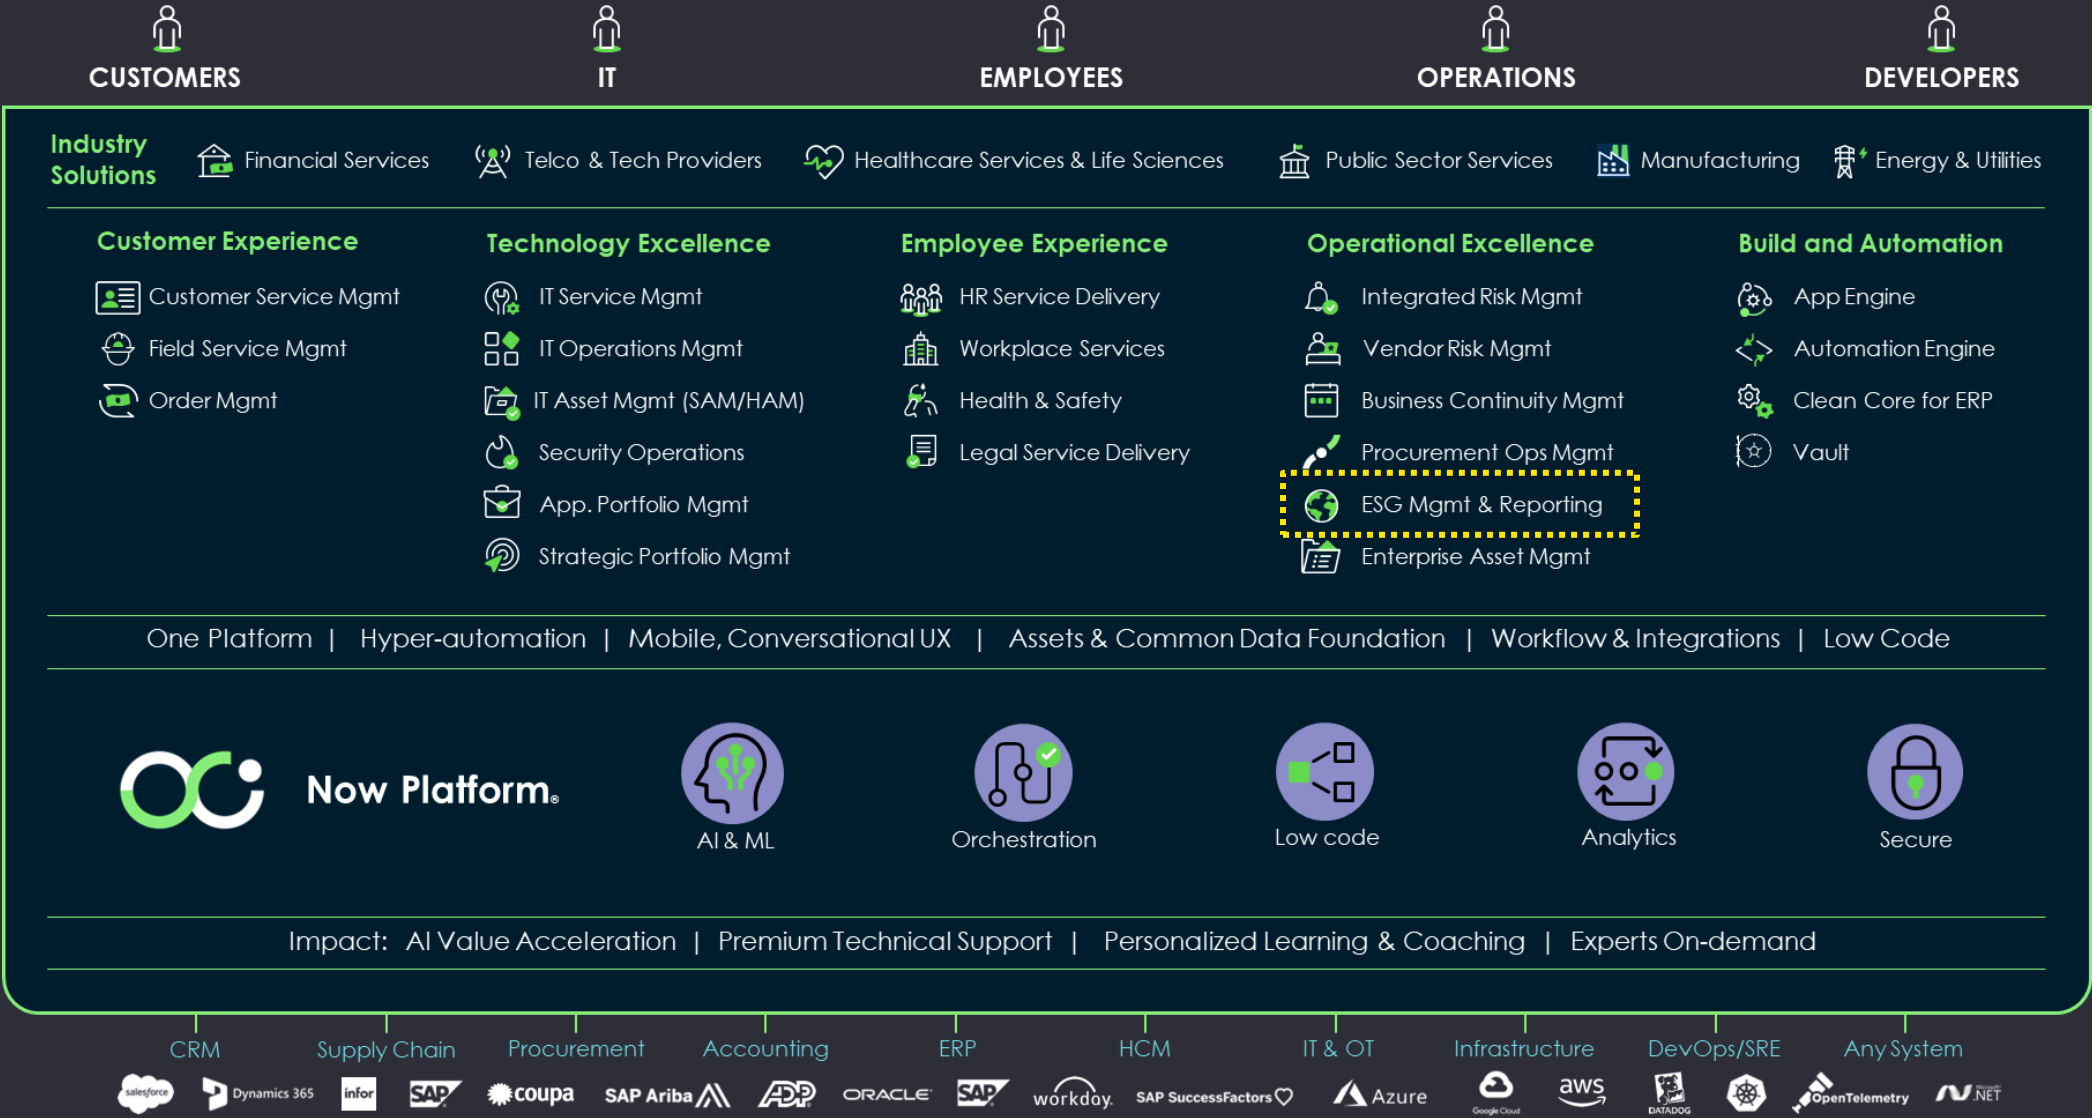 CUSTOMERS
IT
EMPLOYEES
OPERATIONS
DEVELOPERS
Industry
Solutions
Financial Services
Telco & Tech Providers
Healthcare Services & Life Sciences
Public Sector Services
Manufacturing
Energy & Utilities
Customer Experience
Customer Service Mgmt
Field Service Mgmt
Order Mgmt
Technology Excellence
IT Service Mgmt
IT Operations Mgmt
IT Asset Mgmt (SAM/HAM)
Security Operations
App. Portfolio Mgmt
Strategic Portfolio Mgmt
Employee Experience
HR Service Delivery
Workplace Services
Health & Safety
Legal Service Delivery
Operational Excellence
Integrated Risk Mgmt
Vendor Risk Mgmt
Business Continuity Mgmt
Procurement Ops Mgmt
ESG Mgmt & Reporting
Enterprise Asset Mgmt
Build and Automation
App Engine
Automation Engine
Clean Core for ERP
Vault
One Platform | Hyper-automation | Mobile, Conversational UX | Assets & Common Data Foundation | Workflow & Integrations | Low Code
Now Platform®
AI & ML
Orchestration
Low code
Analytics
Secure
Impact: AI Value Acceleration | Premium Technical Support | Personalized Learning & Coaching | Experts On-demand
CRM
Supply Chain
Procurement
Accounting
ERP
HCM
IT & OT
Infrastructure
DevOps/SRE
Any System
salesforce
Dynamics 365
infor
SAP
coupa
SAP Ariba
ADP
ORACLE
SAP
workday.
SAP SuccessFactors
Azure
Google Cloud
aws
DATADOG
OpenTelemetry
Microsoft
.NET